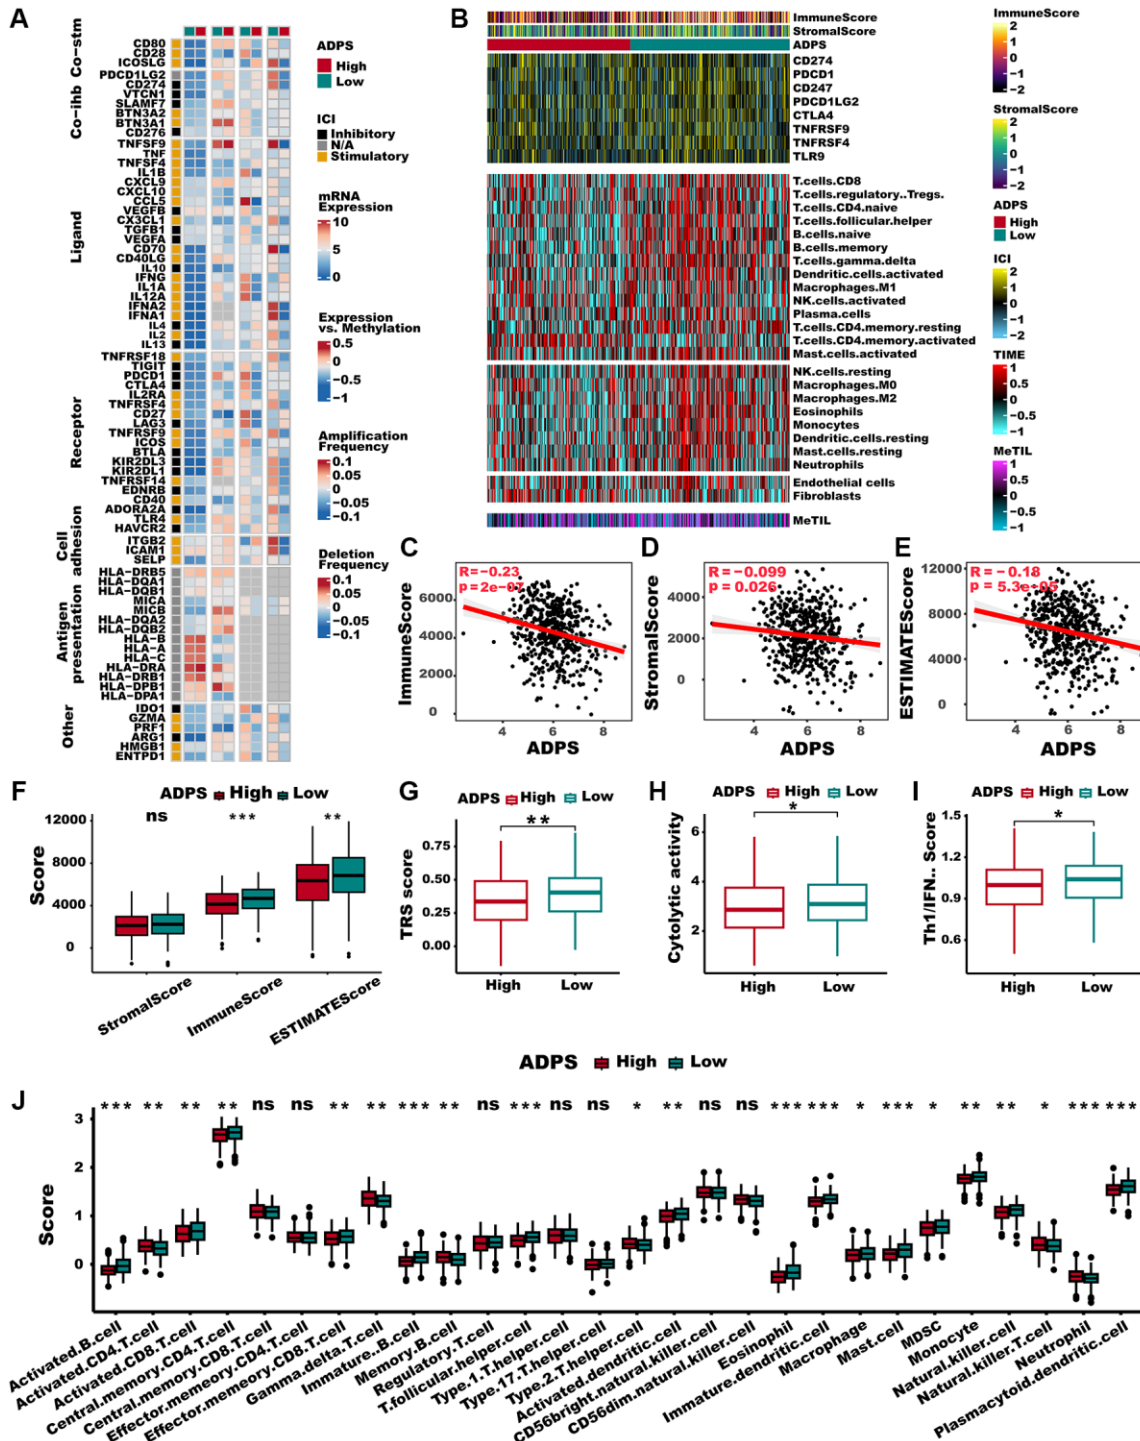 A
Co-stm
CD80
CD28
ICOSLG
Co-ihb
PDCD1LG2
CD274
VTCN1
SLAMF7
BTN3A2
BTN3A1
CD276
Ligand
TNFSF9
TNF
TNFSF4
IL1B
CXCL9
CXCL10
CCL5
VEGFB
CX3CL1
TGFB1
VEGFA
CD70
CD40LG
IL10
IFNG
IL1A
IL12A
IFNA2
IFNA1
IL4
IL2
IL13
Receptor
TNFRSF18
TIGIT
PDCD1
CTLA4
IL2RA
TNFRSF4
CD27
LAG3
TNFRSF9
ICOS
BTLA
KIR2DL3
KIR2DL1
TNFRSF14
EDNRB
CD40
ADORA2A
TLR4
HAVCR2
Cell
adhesion
ITGB2
ICAM1
SELP
Antigen
presentation
HLA-DRB5
HLA-DQA1
HLA-DQB1
MICA
MICB
HLA-DQA2
HLA-DQB2
HLA-B
HLA-A
HLA-C
HLA-DRA
HLA-DRB1
HLA-DPB1
HLA-DPA1
Other
IDO1
GZMA
PRF1
ARG1
HMGB1
ENTPD1
ADPS
High
Low
ICI
Inhibitory
N/A
Stimulatory
mRNA
Expression
10
5
0
Expression
vs. Methylation
0.5
0
−0.5
−1
Amplification
Frequency
0.1
0.05
0
−0.05
−0.1
Deletion
Frequency
0.1
0.05
0
−0.05
−0.1
B
ImmuneScore
StromalScore
ADPS
CD274
PDCD1
CD247
PDCD1LG2
CTLA4
TNFRSF9
TNFRSF4
TLR9
T.cells.CD8
T.cells.regulatory..Tregs.
T.cells.CD4.naive
T.cells.follicular.helper
B.cells.naive
B.cells.memory
T.cells.gamma.delta
Dendritic.cells.activated
Macrophages.M1
NK.cells.activated
Plasma.cells
T.cells.CD4.memory.resting
T.cells.CD4.memory.activated
Mast.cells.activated
NK.cells.resting
Macrophages.M0
Macrophages.M2
Eosinophils
Monocytes
Dendritic.cells.resting
Mast.cells.resting
Neutrophils
Endothelial cells
Fibroblasts
MeTIL
ImmuneScore
2
1
0
−1
−2
StromalScore
2
1
0
−1
−2
ADPS
High
Low
ICI
2
1
0
−1
−2
TIME
1
0.5
0
−0.5
−1
MeTIL
1
0.5
0
−0.5
−1
C
R=−0.23
p = 2e−07
ImmuneScore
6000
4000
2000
0
4
6
8
ADPS
D
R=−0.099
p = 0.026
StromalScore
4000
2000
0
4
6
8
ADPS
E
R = −0.18
p = 5.3e−05
ESTIMATEScore
12000
8000
4000
0
4
6
8
ADPS
F
ADPS High Low
ns *** **
Score
12000
8000
4000
0
StromalScore
ImmuneScore
ESTIMATEScore
G
ADPS High Low
**
TRS score
0.75
0.50
0.25
0.00
High Low
H
ADPS High Low
*
Cytolytic activity
6
4
2
High Low
I
ADPS High Low
*
Th1/IFN.. Score
1.5
1.2
0.9
0.6
High Low
ADPS High Low
J
*** ** ** ** ns ns ** ** *** ** ns *** ns ns * ** ns ns *** *** * *** * ** ** * *** ***
Score
3
2
1
0
Activated.B.cell
Activated.CD4.T.cell
Activated.CD8.T.cell
Central.memory.CD4.T.cell
Central.memory.CD8.T.cell
Effector.memory.CD4.T.cell
Effector.memory.CD8.T.cell
Gamma.delta.T.cell
Immature..B.cell
Memory.B.cell
Regulatory.T.cell
T.follicular.helper.cell
Type.1.T.helper.cell
Type.17.T.helper.cell
Type.2.T.helper.cell
Activated.dendritic.cell
CD56bright.natural.killer.cell
CD56dim.natural.killer.cell
Eosinophil
Immature.dendritic.cell
Macrophage
Mast.cell
MDSC
Monocyte
Natural.killer.cell
Natural.killer.T.cell
Neutrophil
Plasmacytoid.dendritic.cell